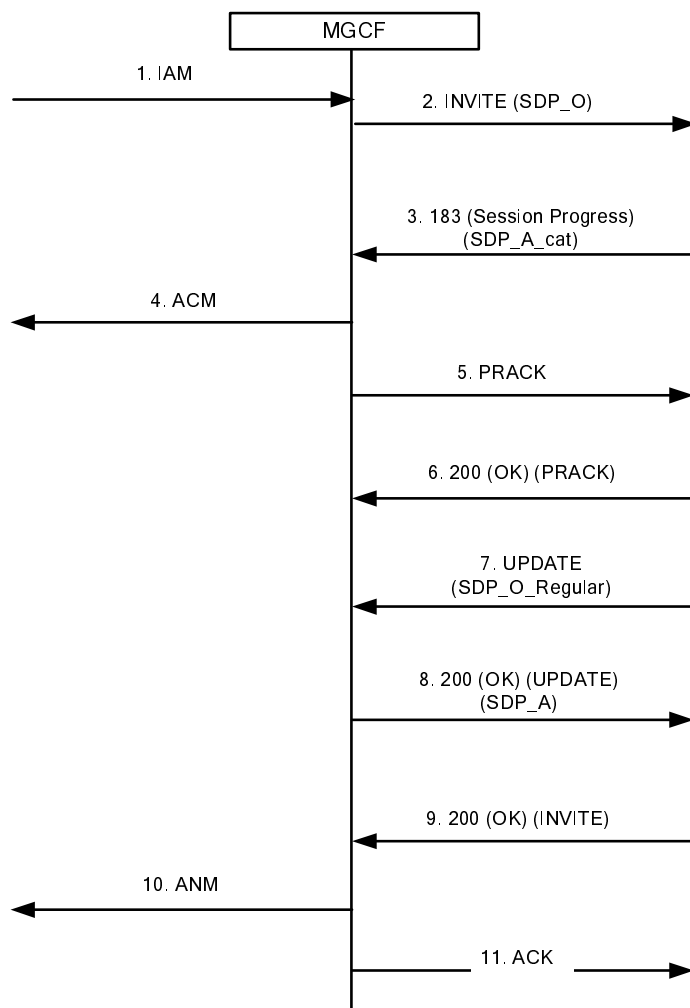 MGCF
1. IAM
2. INVITE (SDP_O)
3. 183 (Session Progress)
(SDP_A_cat)
4. ACM
5. PRACK
6. 200 (OK) (PRACK)
7. UPDATE
(SDP_O_Regular)
8. 200 (OK) (UPDATE)
(SDP_A)
9. 200 (OK) (INVITE)
10. ANM
11. ACK